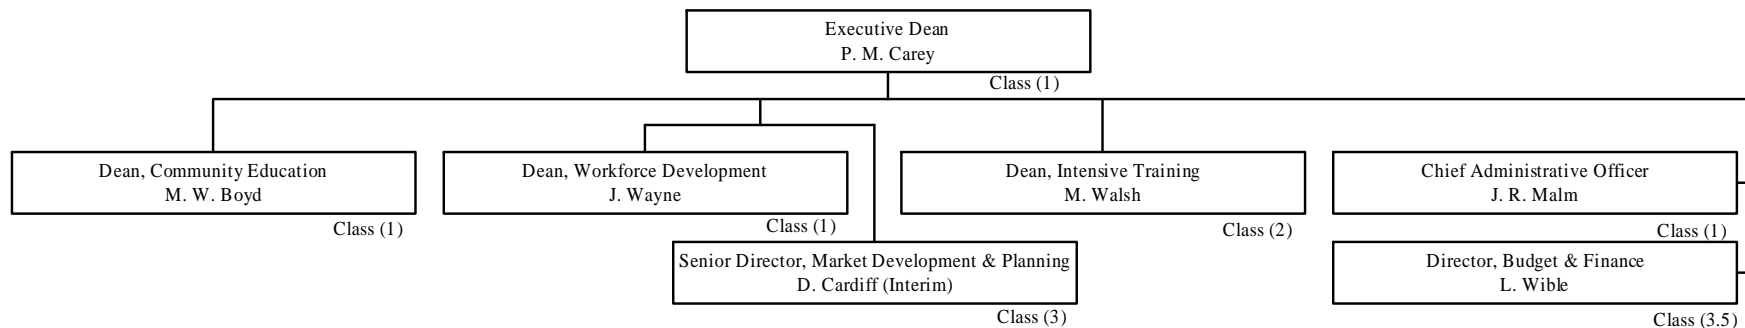 Executive Dean
P. M. Carey
Class (1)
Dean, Community Education
M. W. Boyd
Class (1)
Dean, Workforce Development
J. Wayne
Class (1)
Dean, Intensive Training
M. Walsh
Class (2)
Chief Administrative Officer
J. R. Malm
Class (1)
Senior Director, Market Development & Planning
D. Cardiff (Interim)
Class (3)
Director, Budget & Finance
L. Wible
Class (3.5)